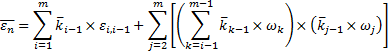 $\overline{\varepsilon_n} = \sum_{i=1}^{m} \bar{k}_{i-1} \times \varepsilon_{i,i-1} + \sum_{j=2}^{m} \left[ \left( \sum_{k=i-1}^{m-1} \bar{k}_{k-1} \times \omega_k \right) \times \left( \bar{k}_{j-1} \times \omega_j \right) \right]$